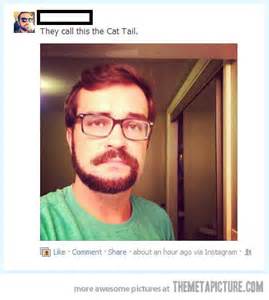 They call this the Cat Tail.
Like · Comment · Share · about an hour ago via Instagram ·
more awesome pictures at THEMETAPICTURE.COM